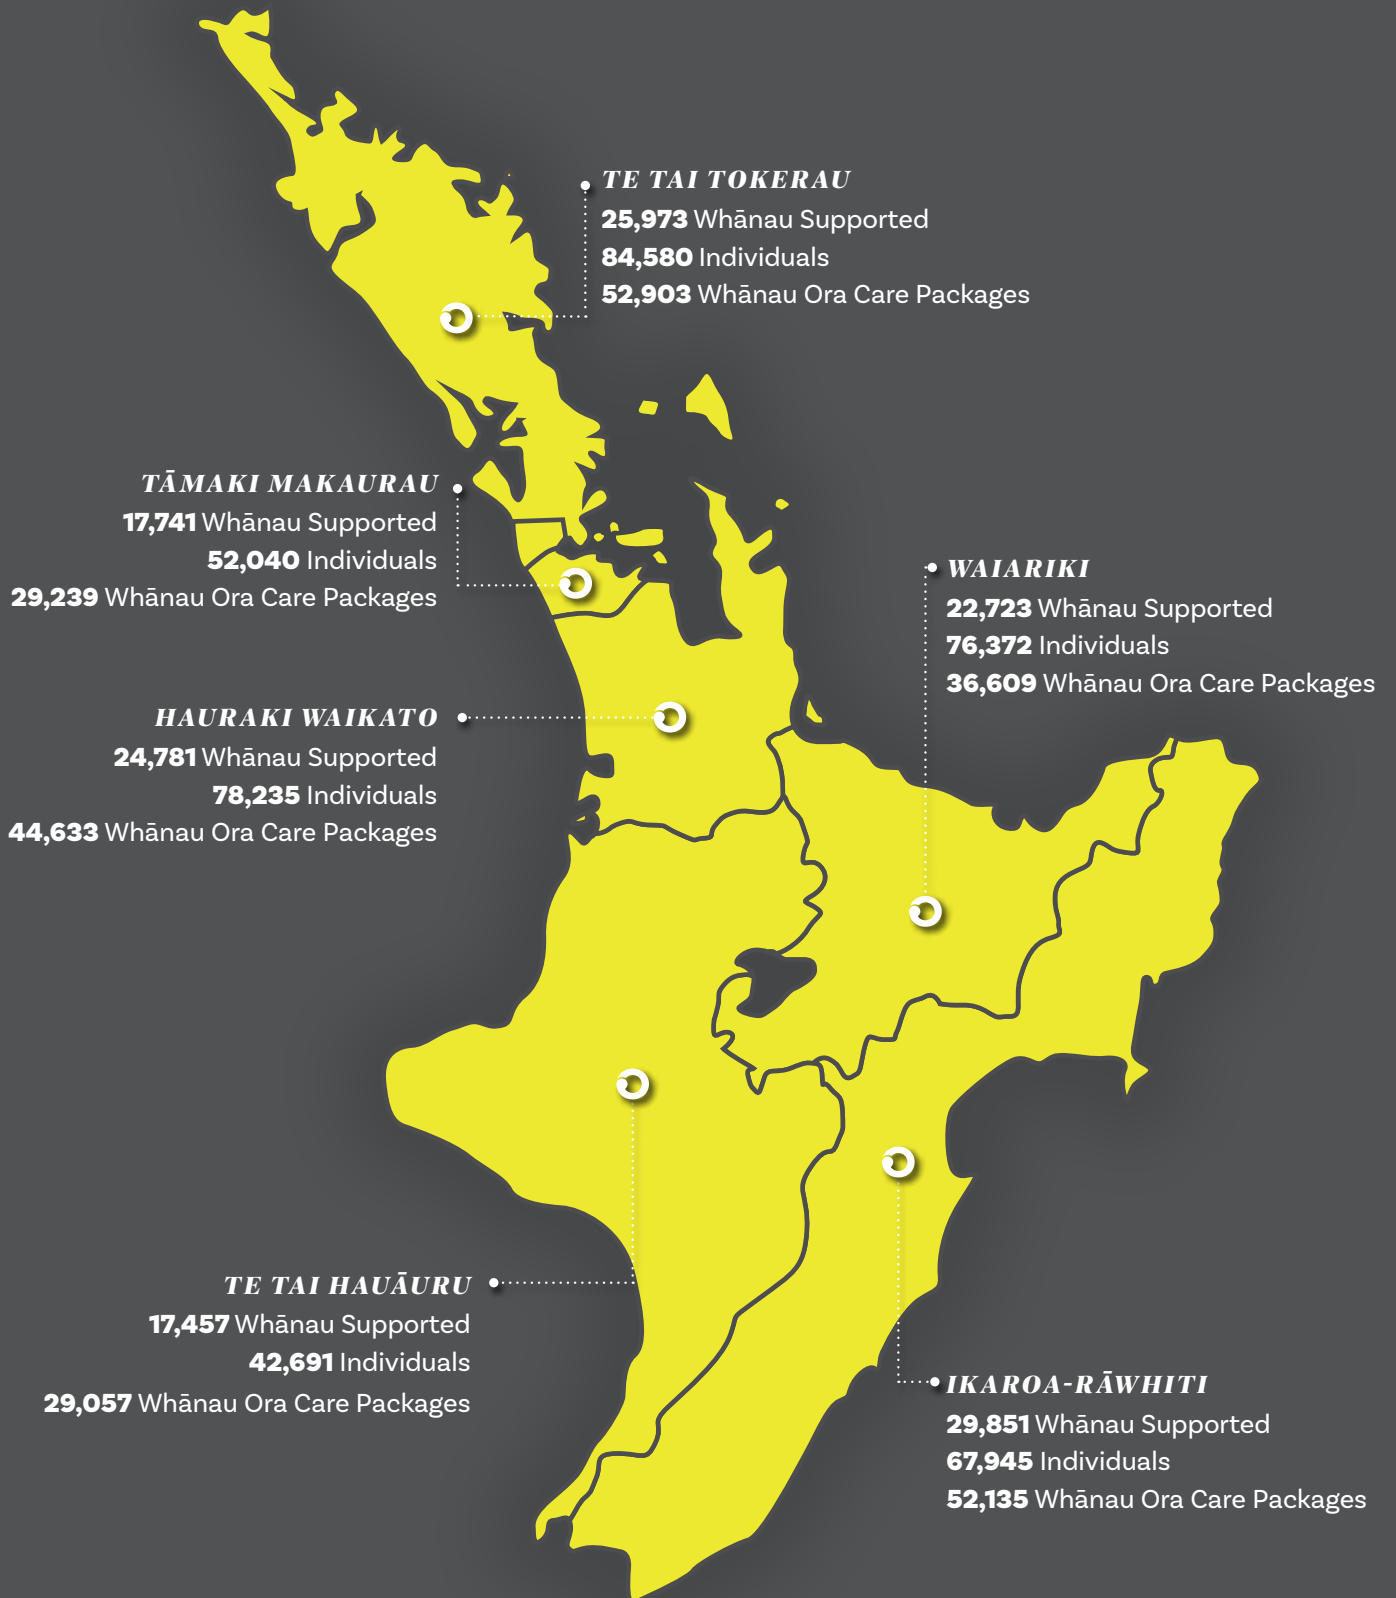 TE TAI TOKERAU
25,973 Whānau Supported
84,580 Individuals
52,903 Whānau Ora Care Packages
TĀMAKI MAKAURAU
17,741 Whānau Supported
52,040 Individuals
29,239 Whānau Ora Care Packages
WAIARIKI
22,723 Whānau Supported
76,372 Individuals
36,609 Whānau Ora Care Packages
HAURAKI WAIKATO
24,781 Whānau Supported
78,235 Individuals
44,633 Whānau Ora Care Packages
TE TAI HAUĀURU
17,457 Whānau Supported
42,691 Individuals
29,057 Whānau Ora Care Packages
IKAROA-RĀWHITI
29,851 Whānau Supported
67,945 Individuals
52,135 Whānau Ora Care Packages